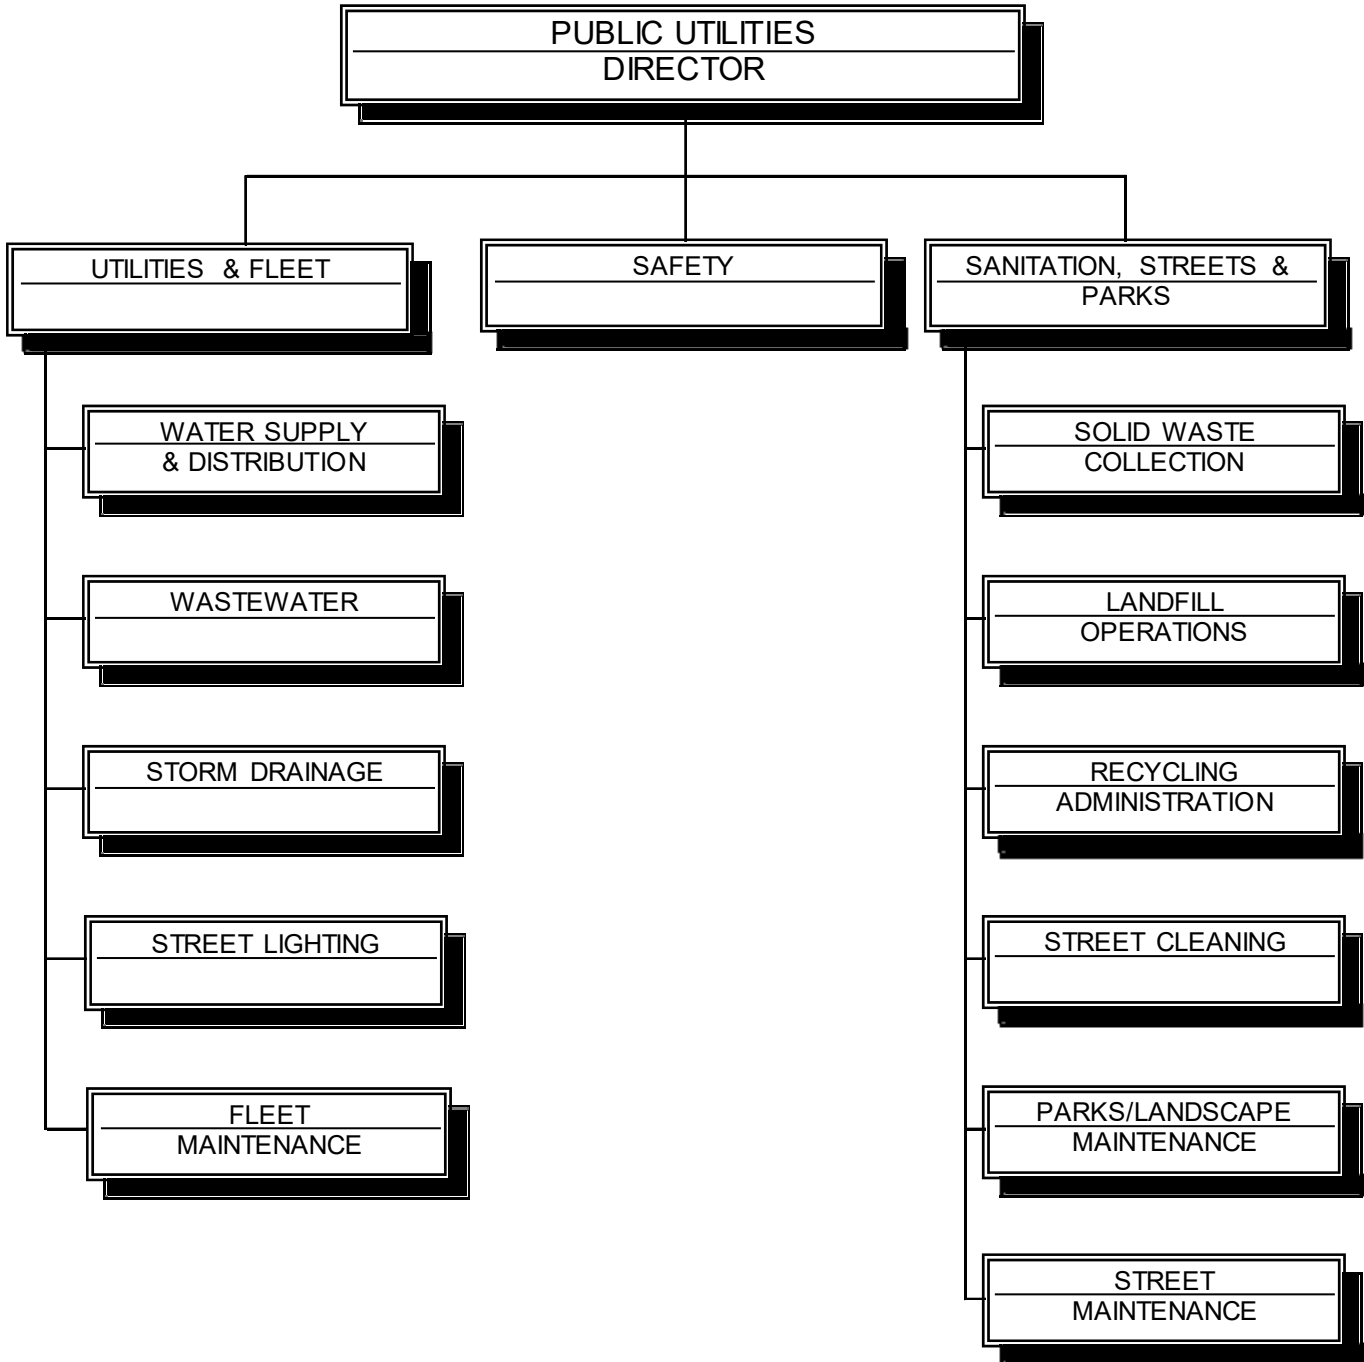 PUBLIC UTILITIES
DIRECTOR
UTILITIES & FLEET
SAFETY
SANITATION, STREETS &
PARKS
WATER SUPPLY
& DISTRIBUTION
WASTEWATER
STORM DRAINAGE
STREET LIGHTING
FLEET
MAINTENANCE
SOLID WASTE
COLLECTION
LANDFILL
OPERATIONS
RECYCLING
ADMINISTRATION
STREET CLEANING
PARKS/LANDSCAPE
MAINTENANCE
STREET
MAINTENANCE